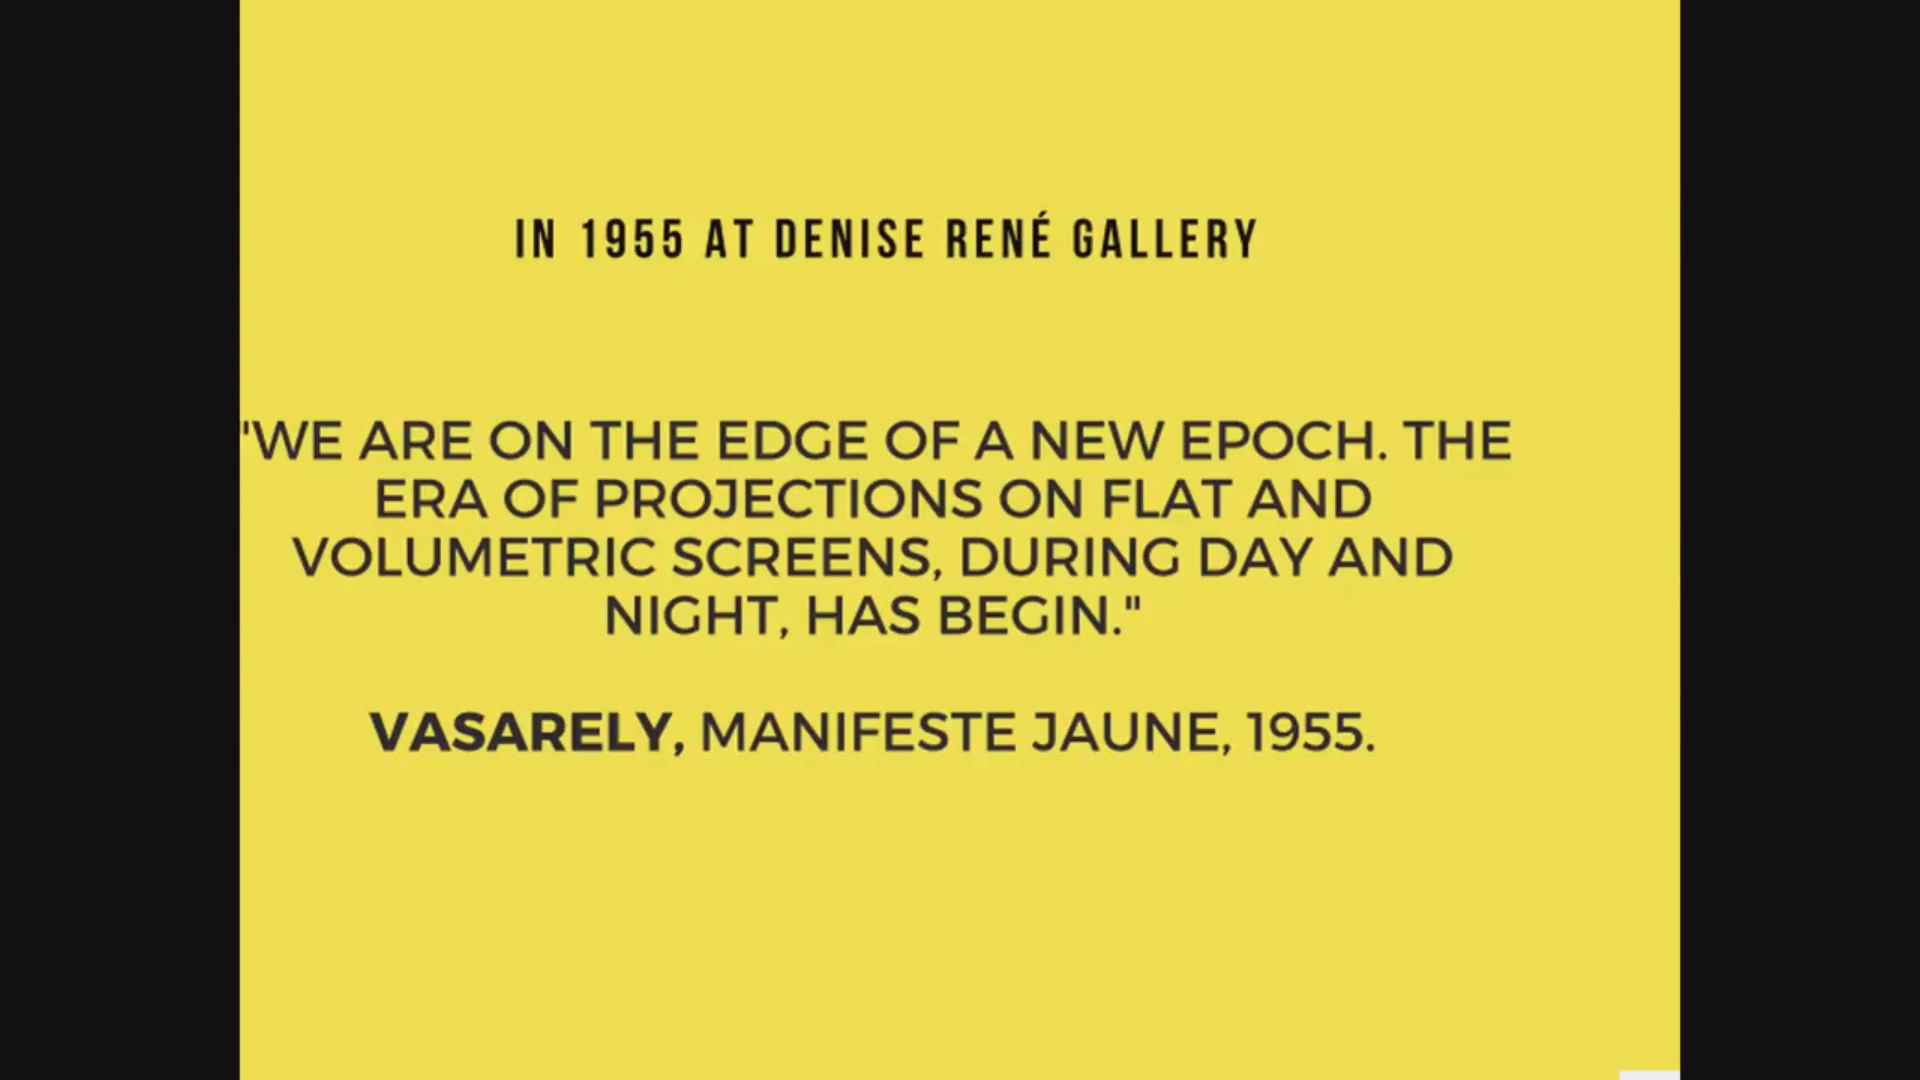 IN 1955 AT DENISE RENÉ GALLERY
"WE ARE ON THE EDGE OF A NEW EPOCH. THE
ERA OF PROJECTIONS ON FLAT AND
VOLUMETRIC SCREENS, DURING DAY AND
NIGHT, HAS BEGIN."
VASARELY, MANIFESTE JAUNE, 1955.